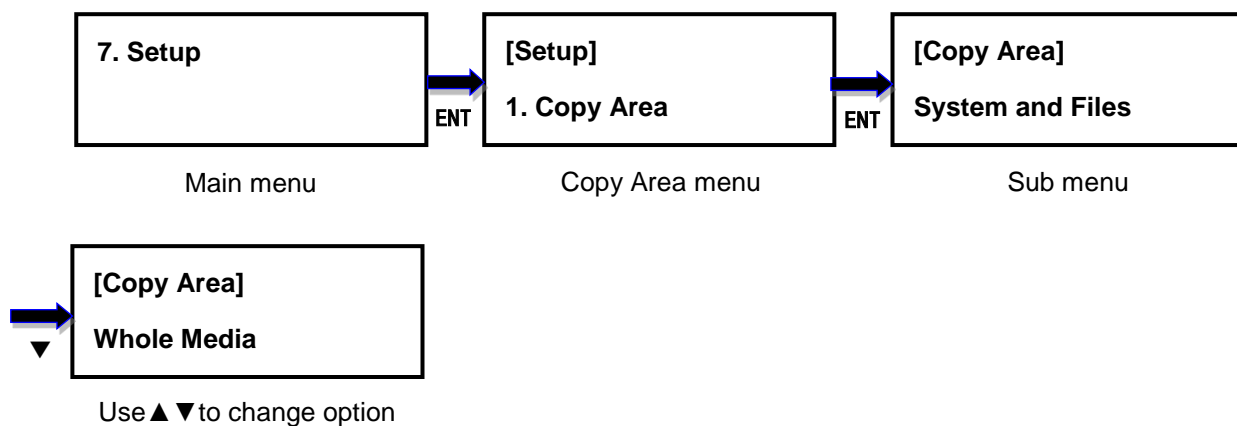 7. Setup
ENT
[Setup]
1. Copy Area
ENT
[Copy Area]
System and Files
Main menu
Copy Area menu
Sub menu
▼
[Copy Area]
Whole Media
Use▲▼to change option